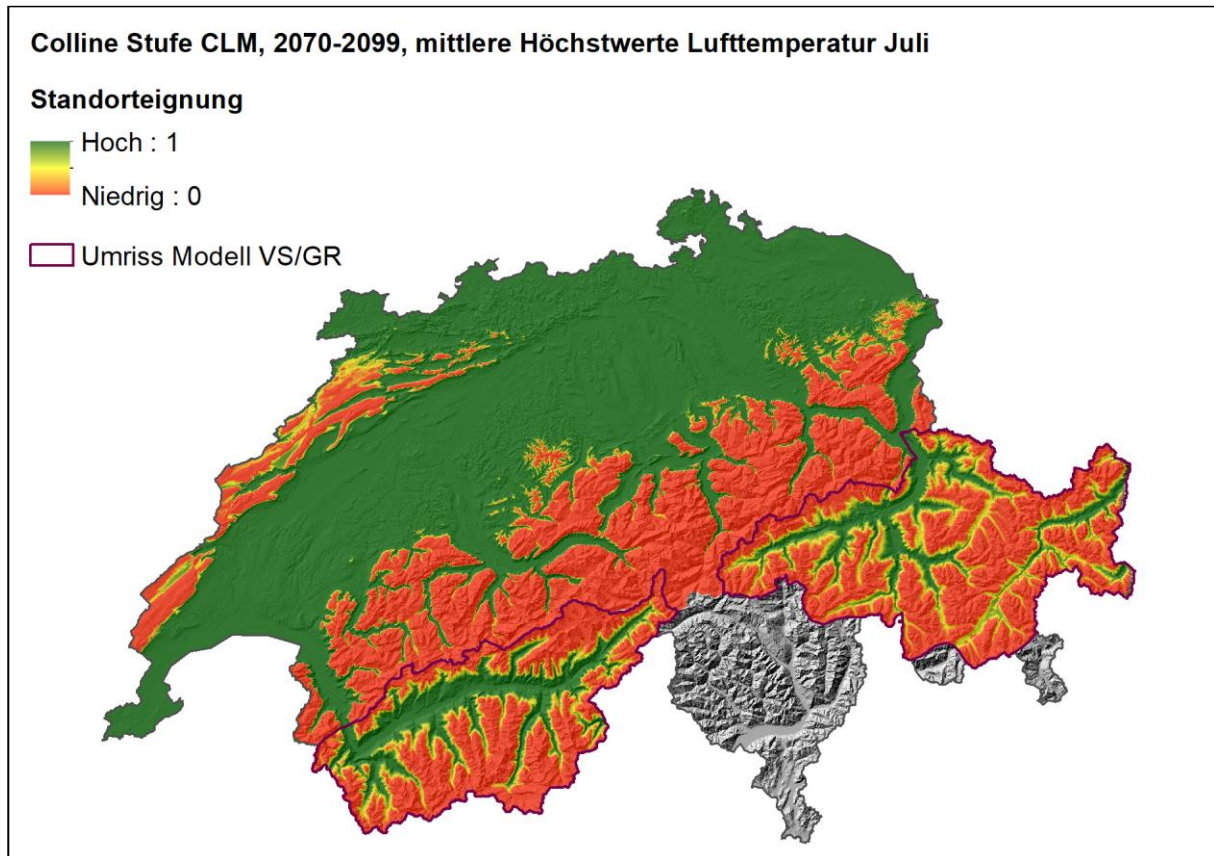 Colline Stufe CLM, 2070-2099, mittlere Höchstwerte Lufttemperatur Juli
Standorteignung
Hoch : 1
Niedrig : 0
Umriss Modell VS/GR